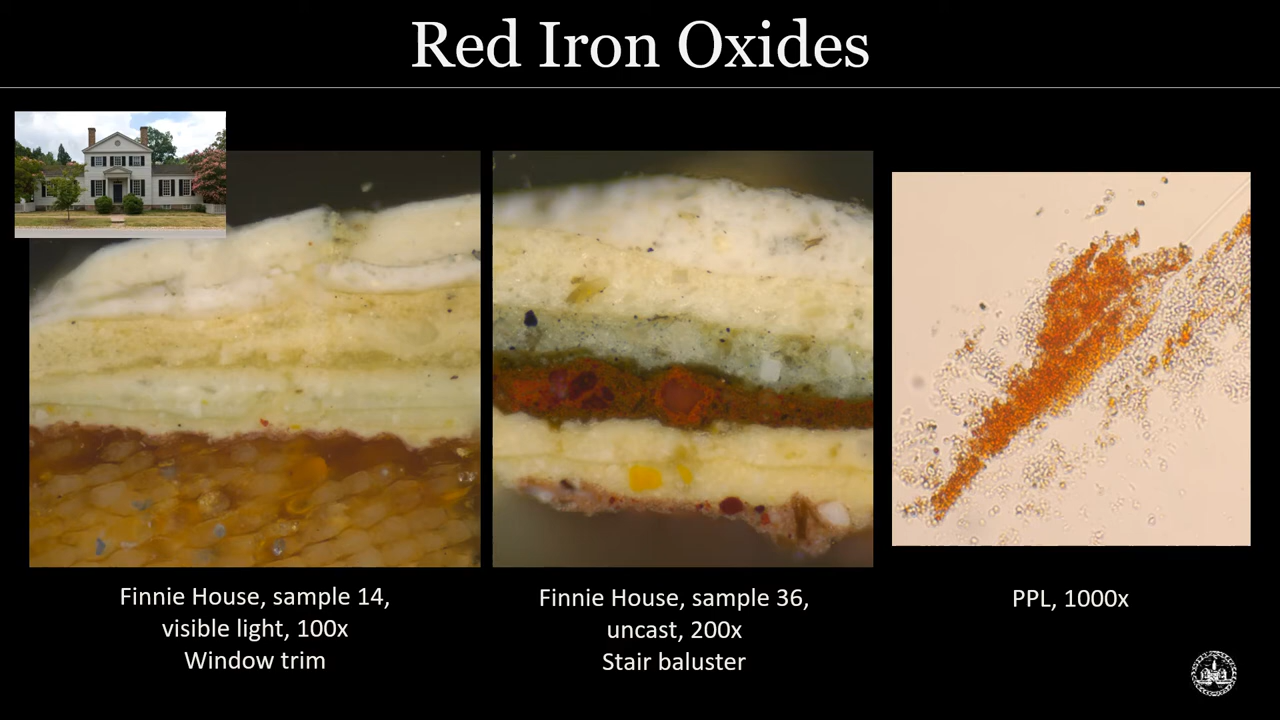 Red Iron Oxides
Finnie House, sample 14,
visible light, 100x
Window trim
Finnie House, sample 36,
uncast, 200x
Stair baluster
PPL, 1000x